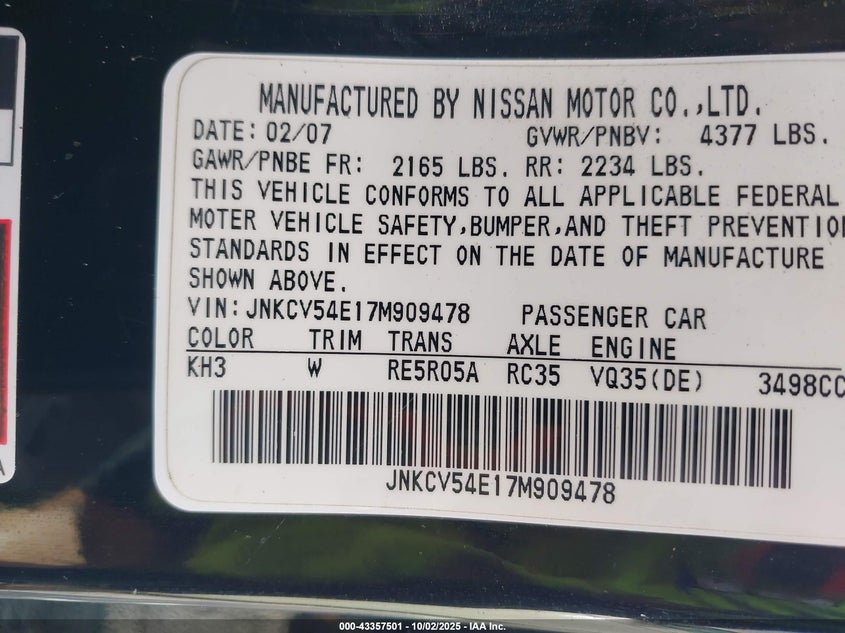 MANUFACTURED BY NISSAN MOTOR CO.,LTD.
DATE: 02/07 GVWR/PNBV: 4377 LBS.
GAWR/PNBE FR: 2165 LBS. RR: 2234 LBS.
THIS VEHICLE CONFORMS TO ALL APPLICABLE FEDERAL
MOTER VEHICLE SAFETY,BUMPER,AND THEFT PREVENTION
STANDARDS IN EFFECT ON THE DATE OF MANUFACTURE
SHOWN ABOVE.
VIN:JNKCV54E17M909478 PASSENGER CAR
COLOR TRIM TRANS AXLE ENGINE
KH3 W RE5R05A RC35 VQ35(DE) 3498CC
JNKCV54E17M909478
A
000-43357501 - 10/02/2025 - IAA Inc.